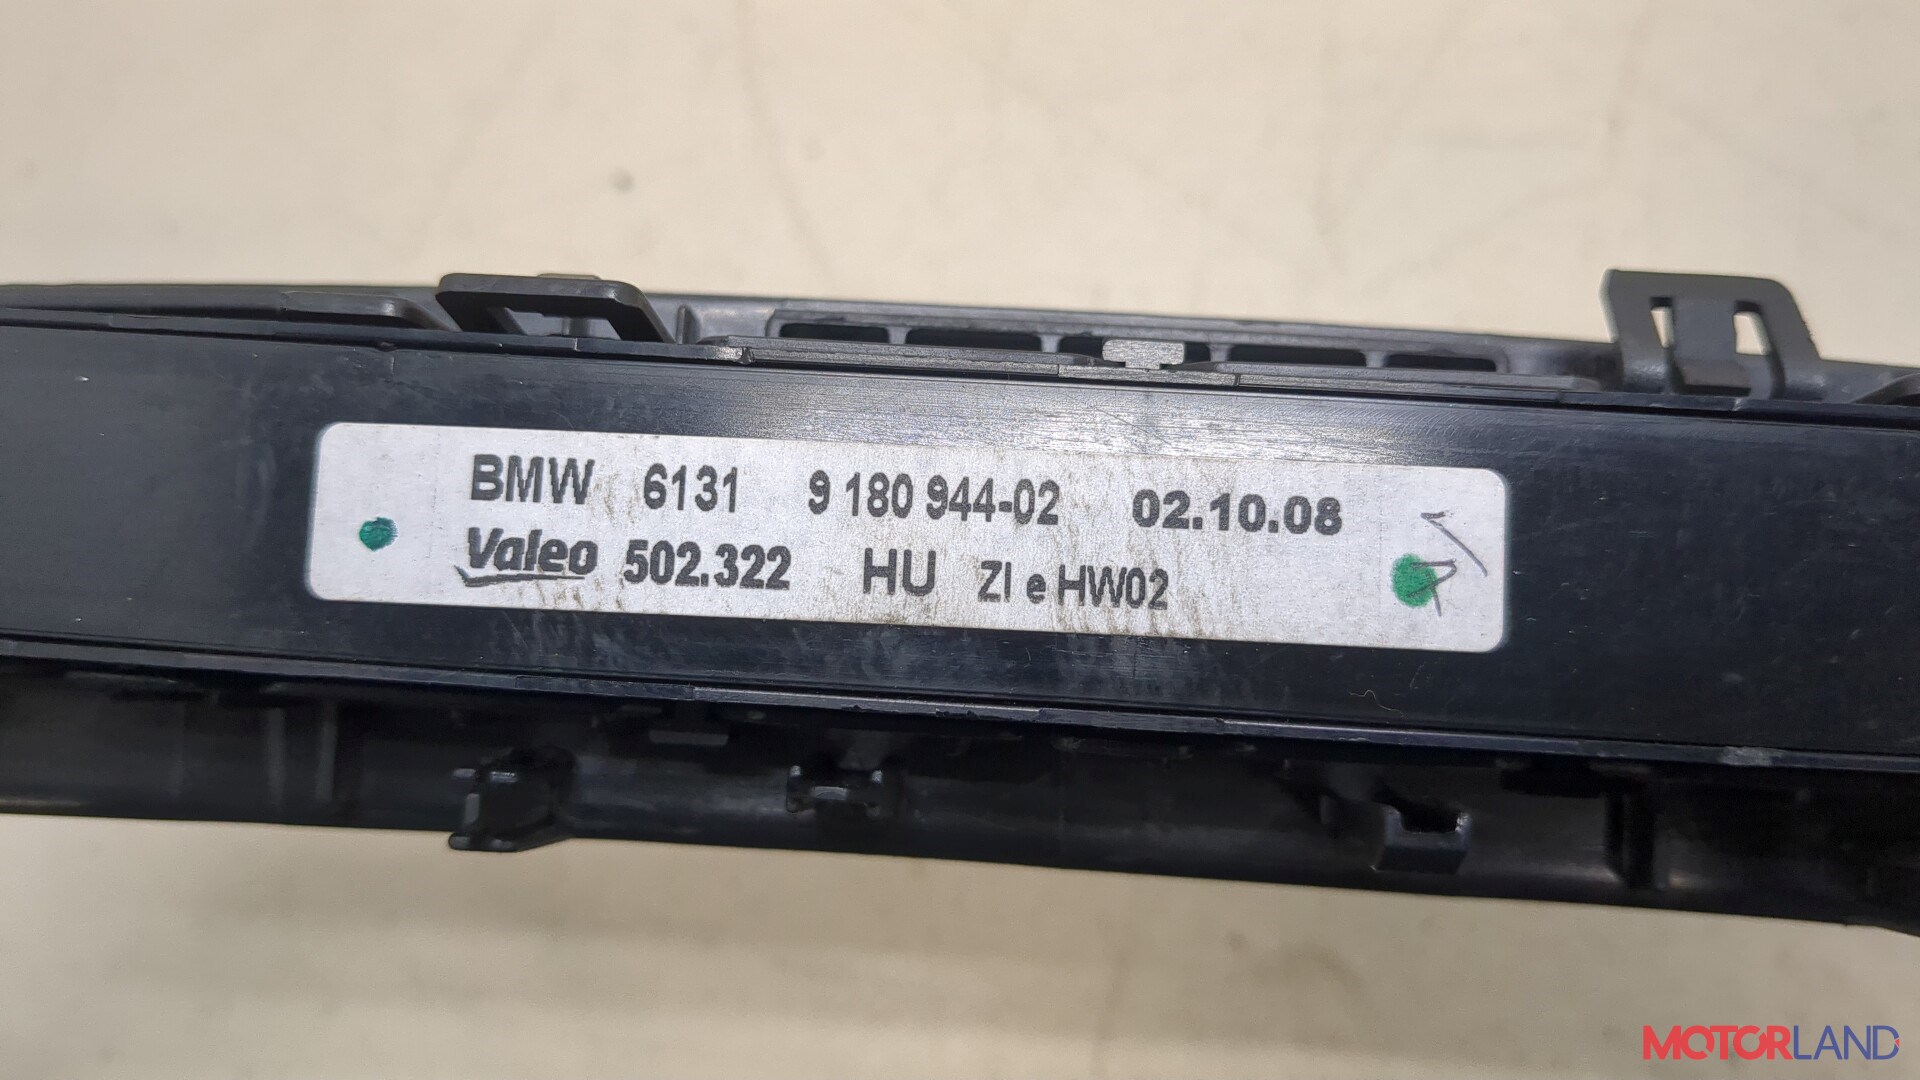 BMW 6131 9 180 944-02 02.10.08
Valeo 502.322 HU ZI e HW02
MOTORLAND